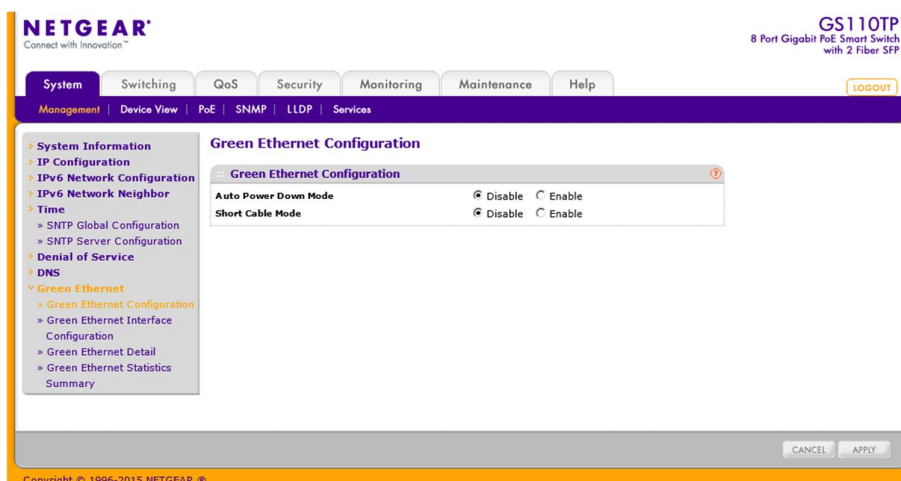 NETGEAR®
Connect with Innovation™
GS110TP
8 Port Gigabit PoE Smart Switch
with 2 Fiber SFP
System Switching QoS Security Monitoring Maintenance Help
LOGOUT
Management | Device View | PoE | SNMP | LLDP | Services
System Information
IP Configuration
IPv6 Network Configuration
IPv6 Network Neighbor
Time
» SNTP Global Configuration
» SNTP Server Configuration
Denial of Service
DNS
Green Ethernet
» Green Ethernet Configuration
» Green Ethernet Interface
Configuration
» Green Ethernet Detail
» Green Ethernet Statistics
Summary
Green Ethernet Configuration
Green Ethernet Configuration ?
Auto Power Down Mode Disable Enable
Short Cable Mode Disable Enable
CANCEL APPLY
Copyright © 1996-2015 NETGEAR ®